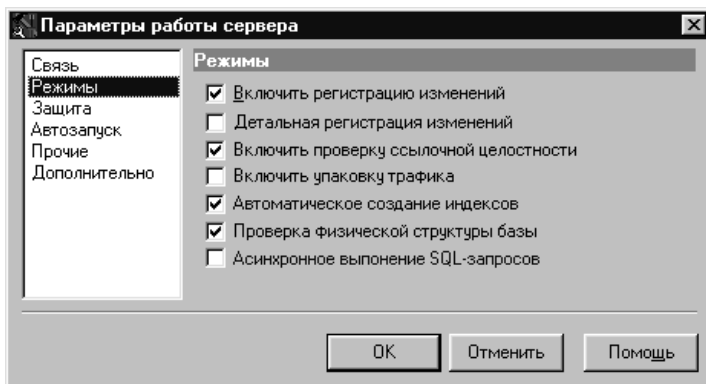 Параметры работы сервера
Связь
Режимы
Защита
Автозапуск
Прочие
Дополнительно
Режимы
Включить регистрацию изменений
Детальная регистрация изменений
Включить проверку ссылочной целостности
Включить упаковку трафика
Автоматическое создание индексов
Проверка физической структуры базы
Асинхронное выпонение SQL-запросов
OK
Отменить
Помощь